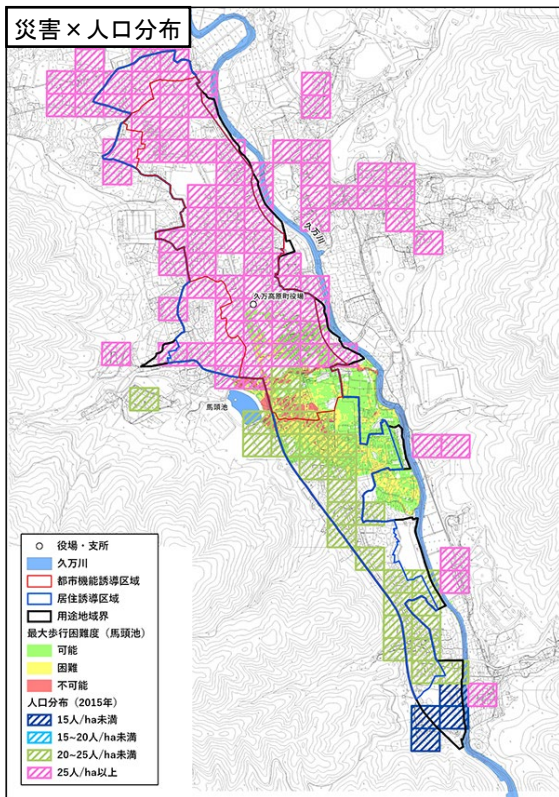 災害×人口分布
久万川
久万高原町役場
馬頭池
役場・支所
久万川
都市機能誘導区域
居住誘導区域
用途地域界
最大歩行困難度（馬頭池）
可能
困難
不可能
人口分布（2015年）
15人/ha未満
15~20人/ha未満
20~25人/ha未満
25人/ha以上